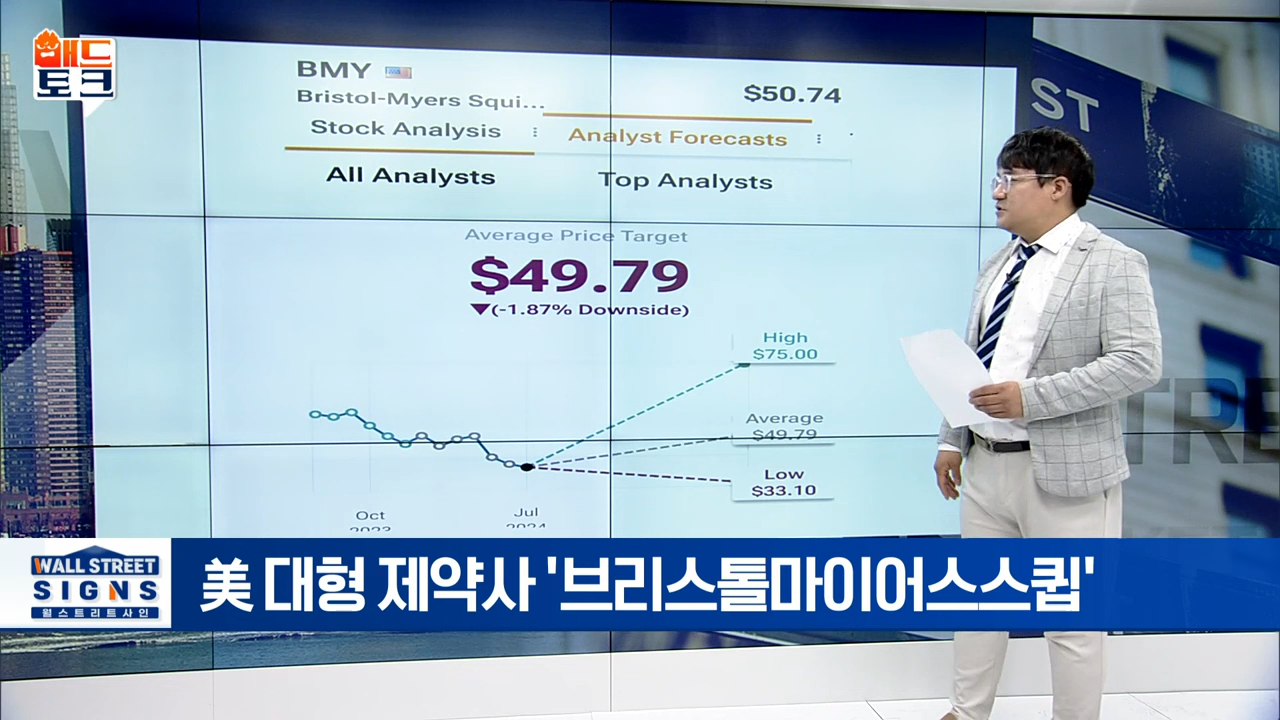 매드
토크
BMY
Bristol-Myers Squi...
$50.74
Stock Analysis
Analyst Forecasts
All Analysts
Top Analysts
Average Price Target
$49.79
▼(-1.87% Downside)
High
$75.00
Average
$49.79
Low
$33.10
Oct
2023
Jul
2024
ST
TRE
WALL STREET
SIGNS
월스트리트사인
美 대형 제약사 '브리스톨마이어스스큅'